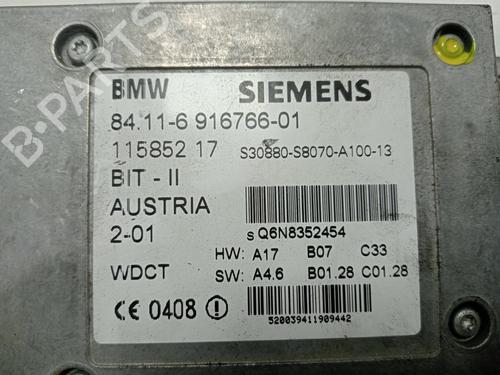 B-PARTS
BMW SIEMENS
84.11-6 916766-01
115852 17 S30880-S8070-A100-13
BIT - II
AUSTRIA
2-01
S Q6N8352454
HW: A17 B07 C33
WDCT SW: A4.6 B01.28 C01.28
CE 0408
520039411909442